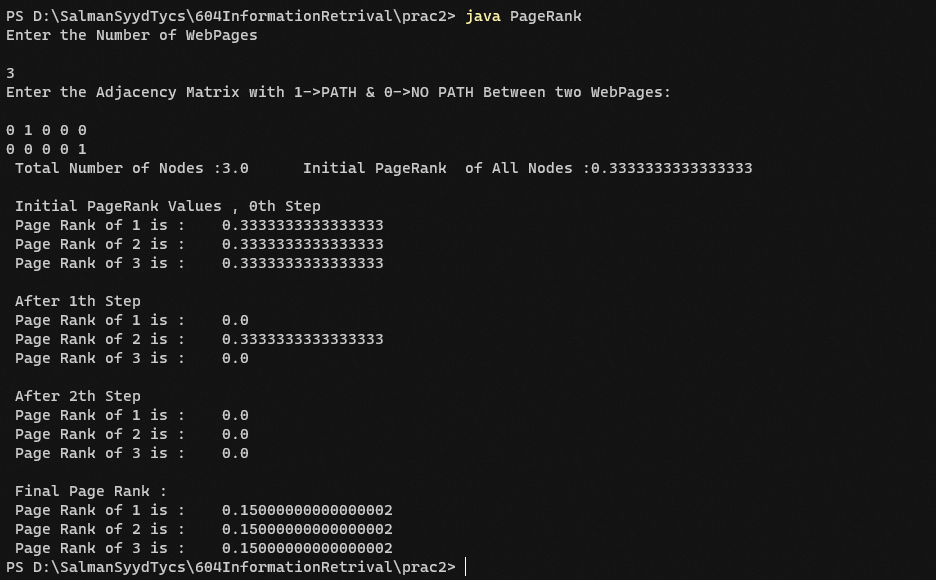 PS D:\SalmanSyydTycs\604InformationRetrival\prac2> java PageRank
Enter the Number of WebPages
3
Enter the Adjacency Matrix with 1->PATH & 0->NO PATH Between two WebPages:
0 1 0 0 0
0 0 0 0 1
Total Number of Nodes :3.0 Initial PageRank of All Nodes :0.3333333333333333
Initial PageRank Values , 0th Step
Page Rank of 1 is : 0.3333333333333333
Page Rank of 2 is : 0.3333333333333333
Page Rank of 3 is : 0.3333333333333333
After 1th Step
Page Rank of 1 is : 0.0
Page Rank of 2 is : 0.3333333333333333
Page Rank of 3 is : 0.0
After 2th Step
Page Rank of 1 is : 0.0
Page Rank of 2 is : 0.0
Page Rank of 3 is : 0.0
Final Page Rank :
Page Rank of 1 is : 0.15000000000000002
Page Rank of 2 is : 0.15000000000000002
Page Rank of 3 is : 0.15000000000000002
PS D:\SalmanSyydTycs\604InformationRetrival\prac2>